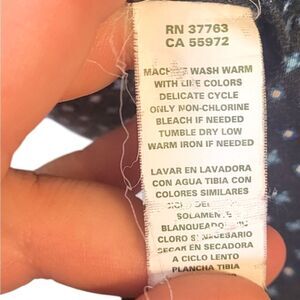 RN 37763
CA 55972
WASH WARM
WITH COLORS
DELICATE CYCLE
ONLY NON-CHLORINE
BLEACH IF NEEDED
TUMBLE DRY LOW
WARM IRON IF NEEDED
LAVAR EN LAVADORA
CON AGUA TIBIA CON
COLORES SIMILARES
SOLAMENTE
BLANQUEADOR
CLORO SI NECESARIO
SECAR EN SECADORA
A CICLO LENTO
PLANCHA TIBIA